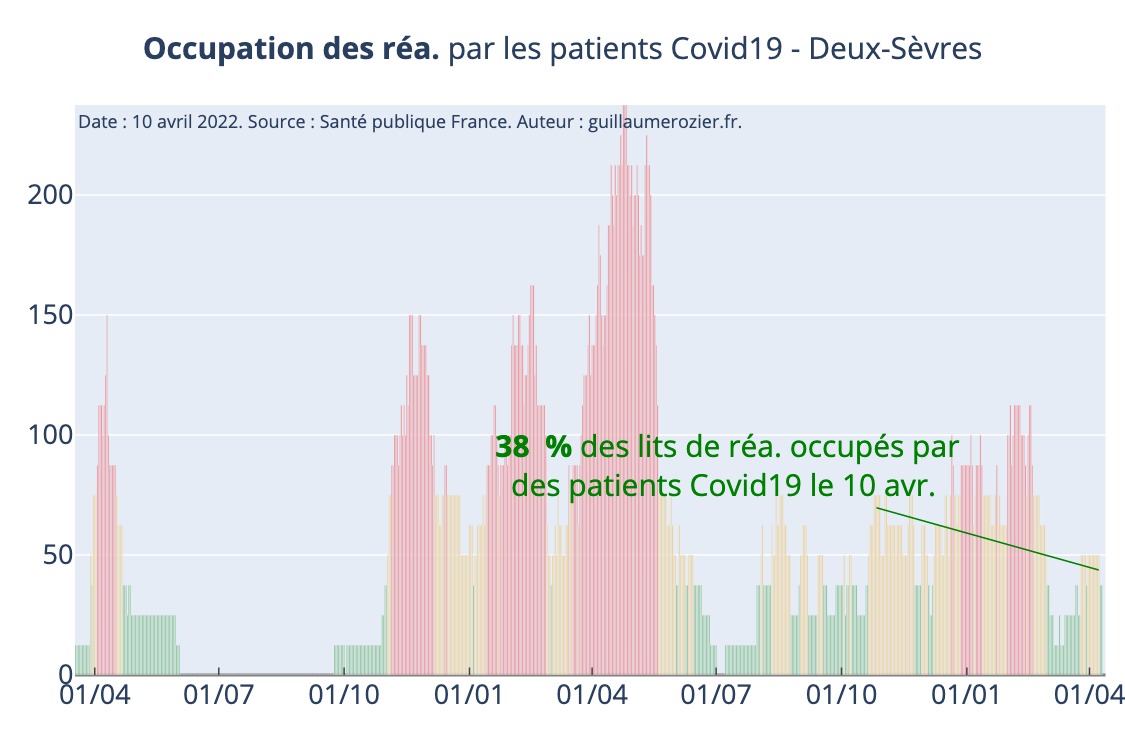 Occupation des réa. par les patients Covid19 - Deux-Sèvres
Date : 10 avril 2022. Source : Santé publique France. Auteur : guillaumerozier.fr.
200
150
100
50
0
38 % des lits de réa. occupés par
des patients Covid19 le 10 avr.
01/04 01/07 01/10 01/01 01/04 01/07 01/10 01/01 01/04